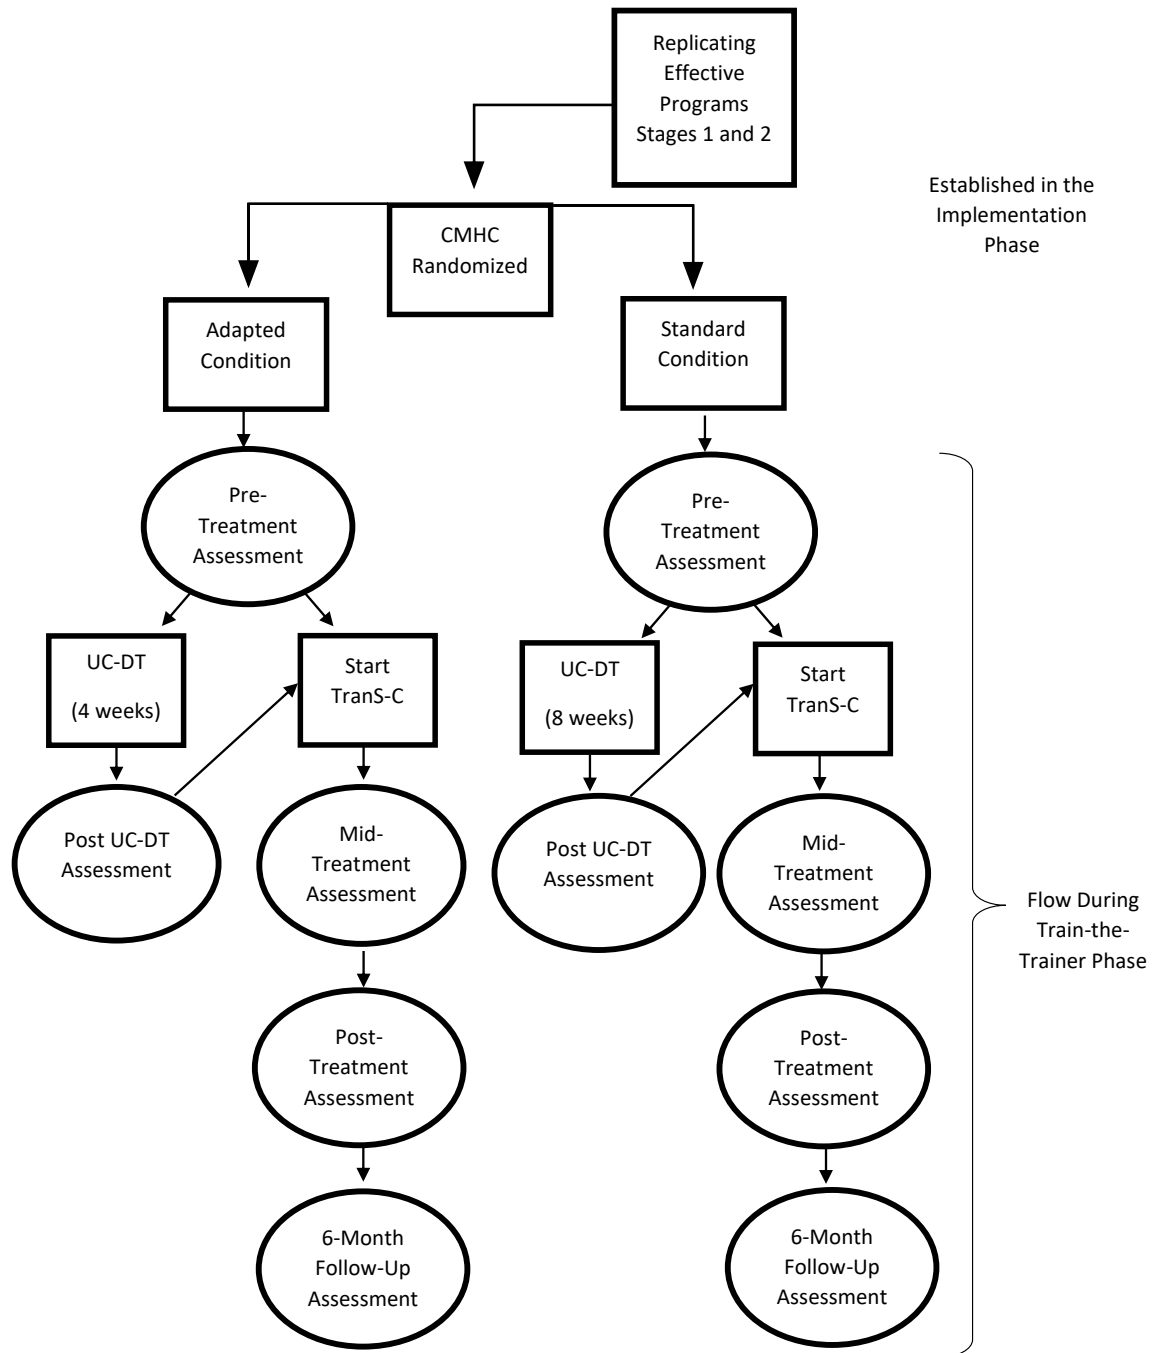 Replicating
Effective
Programs
Stages 1 and 2
Established in the
Implementation
Phase
CMHC
Randomized
Adapted
Condition
Standard
Condition
Pre-
Treatment
Assessment
Pre-
Treatment
Assessment
UC-DT
(4 weeks)
Start
TranS-C
UC-DT
(8 weeks)
Start
TranS-C
Post UC-DT
Assessment
Mid-
Treatment
Assessment
Post UC-DT
Assessment
Mid-
Treatment
Assessment
Flow During
Train-the-
Trainer Phase
Post-
Treatment
Assessment
Post-
Treatment
Assessment
6-Month
Follow-Up
Assessment
6-Month
Follow-Up
Assessment